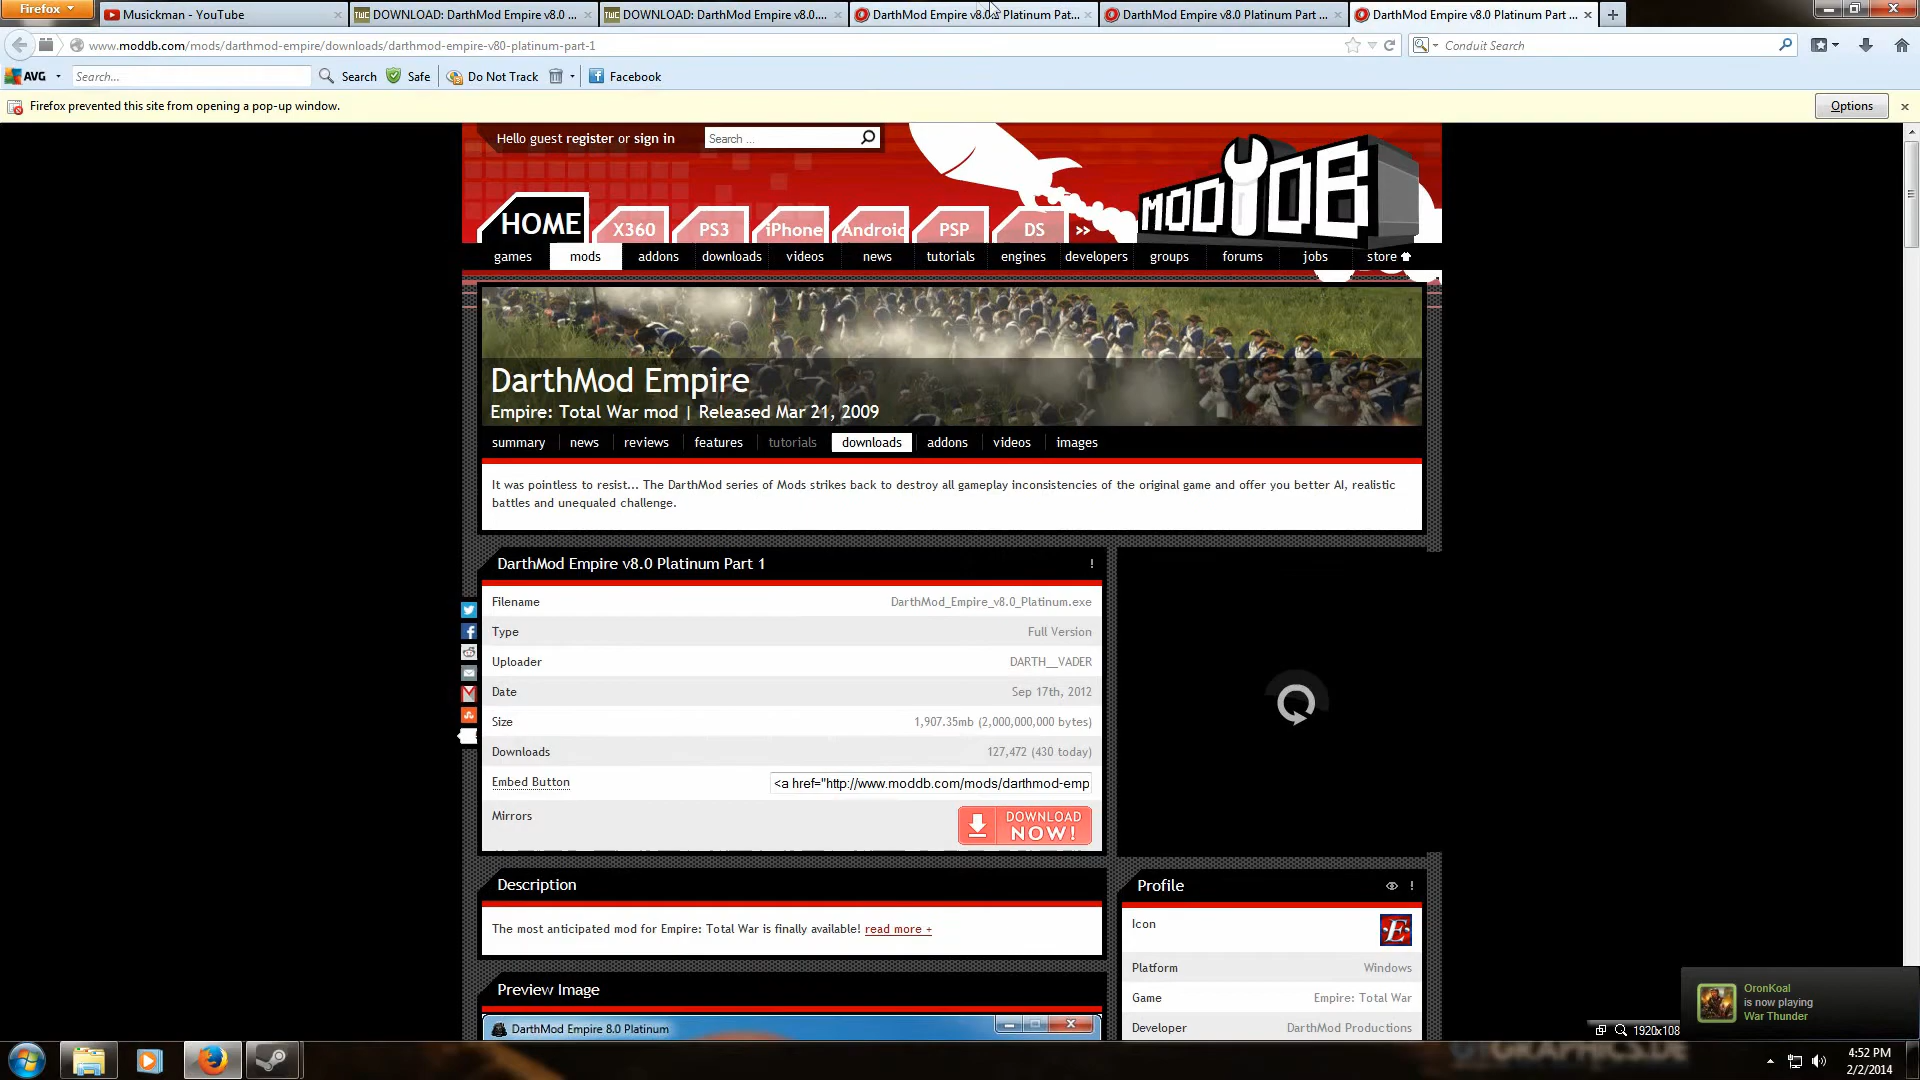 Firefox
Musickman - YouTube
DOWNLOAD: DarthMod Empire v8.0 ...
DOWNLOAD: DarthMod Empire v8.0....
DarthMod Empire v8.0 Platinum Pat...
DarthMod Empire v8.0 Platinum Part ...
DarthMod Empire v8.0 Platinum Part ...
www.moddb.com/mods/darthmod-empire/downloads/darthmod-empire-v80-platinum-part-1
Conduit Search
AVG Search... Search Safe Do Not Track Facebook
Firefox prevented this site from opening a pop-up window.
Options
Hello guest register or sign in
Search ...
MODDB
HOME X360 PS3 iPhone Android PSP DS >>
games mods addons downloads videos news tutorials engines developers groups forums jobs store
DarthMod Empire
Empire: Total War mod | Released Mar 21, 2009
summary news reviews features tutorials downloads addons videos images
It was pointless to resist... The DarthMod series of Mods strikes back to destroy all gameplay inconsistencies of the original game and offer you better AI, realistic
battles and unequaled challenge.
DarthMod Empire v8.0 Platinum Part 1 !
Filename DarthMod_Empire_v8.0_Platinum.exe
Type Full Version
Uploader DARTH__VADER
Date Sep 17th, 2012
Size 1,907.35mb (2,000,000,000 bytes)
Downloads 127,472 (430 today)
Embed Button <a href="http://www.moddb.com/mods/darthmod-emp
Mirrors DOWNLOAD
NOW!
Description
The most anticipated mod for Empire: Total War is finally available! read more +
Preview Image
DarthMod Empire 8.0 Platinum
Profile !
Icon E
Platform Windows
Game Empire: Total War
Developer DarthMod Productions
OronKoal
is now playing
War Thunder
1920x108
4:52 PM
2/2/2014